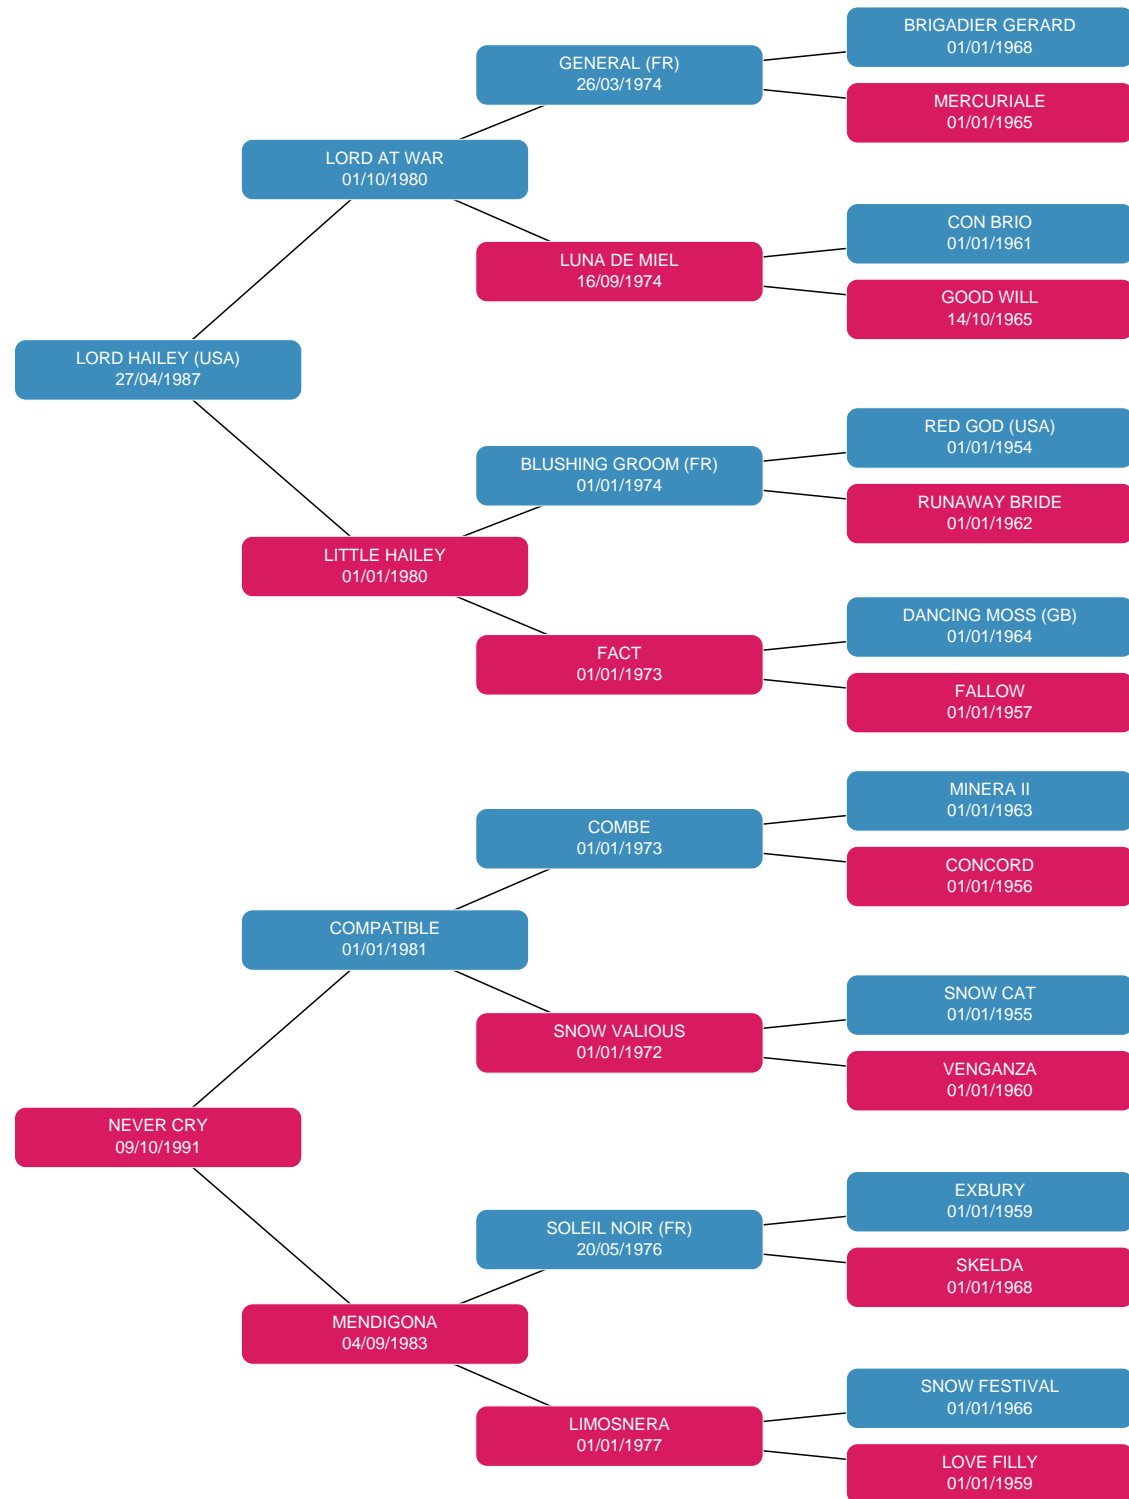 BRIGADIER GERARD
01/01/1968
GENERAL (FR)
26/03/1974
MERCURIALE
01/01/1965
LORD AT WAR
01/10/1980
CON BRIO
01/01/1961
LUNA DE MIEL
16/09/1974
GOOD WILL
14/10/1965
LORD HAILEY (USA)
27/04/1987
RED GOD (USA)
01/01/1954
BLUSHING GROOM (FR)
01/01/1974
RUNAWAY BRIDE
01/01/1962
LITTLE HAILEY
01/01/1980
DANCING MOSS (GB)
01/01/1964
FACT
01/01/1973
FALLOW
01/01/1957
MINERA II
01/01/1963
COMBE
01/01/1973
CONCORD
01/01/1956
COMPATIBLE
01/01/1981
SNOW CAT
01/01/1955
SNOW VALIOUS
01/01/1972
VENGANZA
01/01/1960
NEVER CRY
09/10/1991
EXBURY
01/01/1959
SOLEIL NOIR (FR)
20/05/1976
SKELDA
01/01/1968
MENDIGONA
04/09/1983
SNOW FESTIVAL
01/01/1966
LIMOSNERA
01/01/1977
LOVE FILLY
01/01/1959